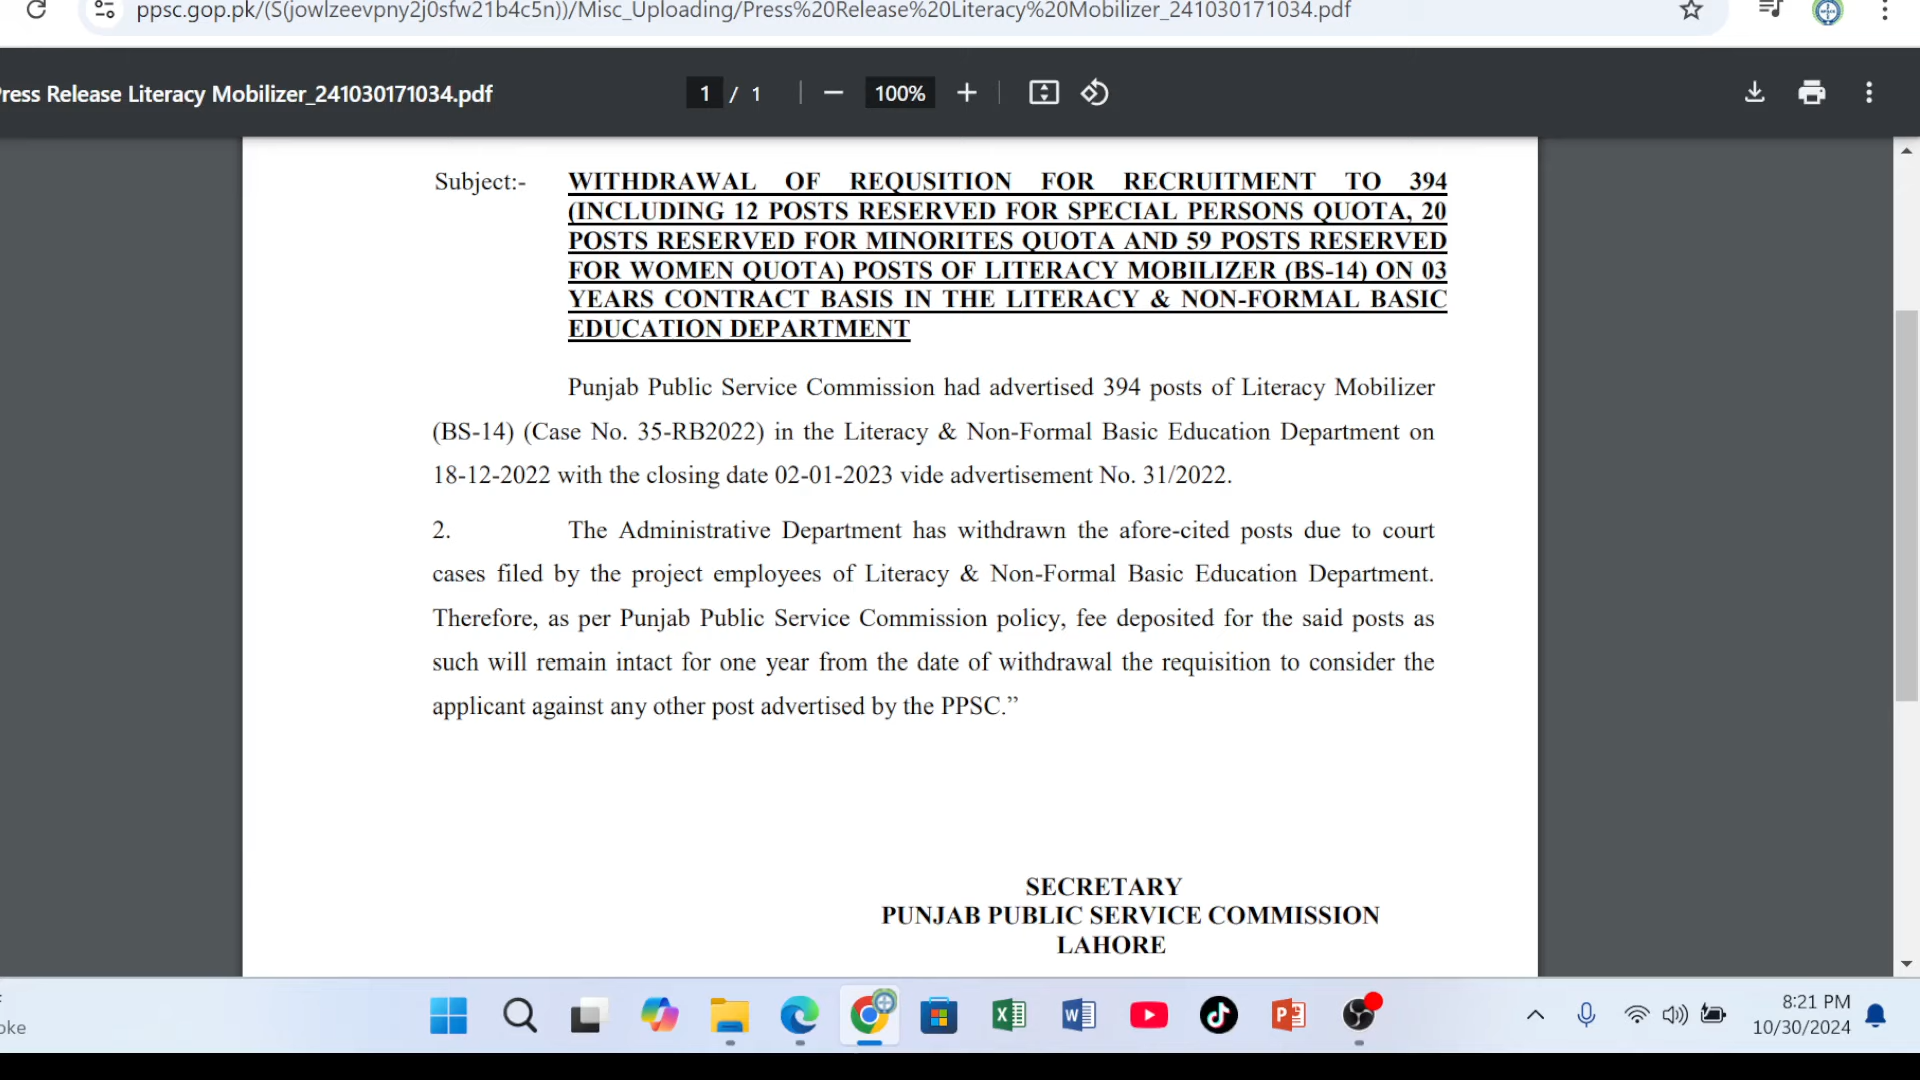 ppsc.gop.pk/(S(jowlzeevpny2j0sfw21b4c5n))/Misc_Uploading/Press%20Release%20Literacy%20Mobilizer_241030171034.pdf
ress Release Literacy Mobilizer_241030171034.pdf
1 / 1
100%
Subject:- WITHDRAWAL OF REQUSITION FOR RECRUITMENT TO 394
(INCLUDING 12 POSTS RESERVED FOR SPECIAL PERSONS QUOTA, 20
POSTS RESERVED FOR MINORITES QUOTA AND 59 POSTS RESERVED
FOR WOMEN QUOTA) POSTS OF LITERACY MOBILIZER (BS-14) ON 03
YEARS CONTRACT BASIS IN THE LITERACY & NON-FORMAL BASIC
EDUCATION DEPARTMENT
Punjab Public Service Commission had advertised 394 posts of Literacy Mobilizer
(BS-14) (Case No. 35-RB2022) in the Literacy & Non-Formal Basic Education Department on
18-12-2022 with the closing date 02-01-2023 vide advertisement No. 31/2022.
2. The Administrative Department has withdrawn the afore-cited posts due to court
cases filed by the project employees of Literacy & Non-Formal Basic Education Department.
Therefore, as per Punjab Public Service Commission policy, fee deposited for the said posts as
such will remain intact for one year from the date of withdrawal the requisition to consider the
applicant against any other post advertised by the PPSC.”
SECRETARY
PUNJAB PUBLIC SERVICE COMMISSION
LAHORE
oke
8:21 PM
10/30/2024